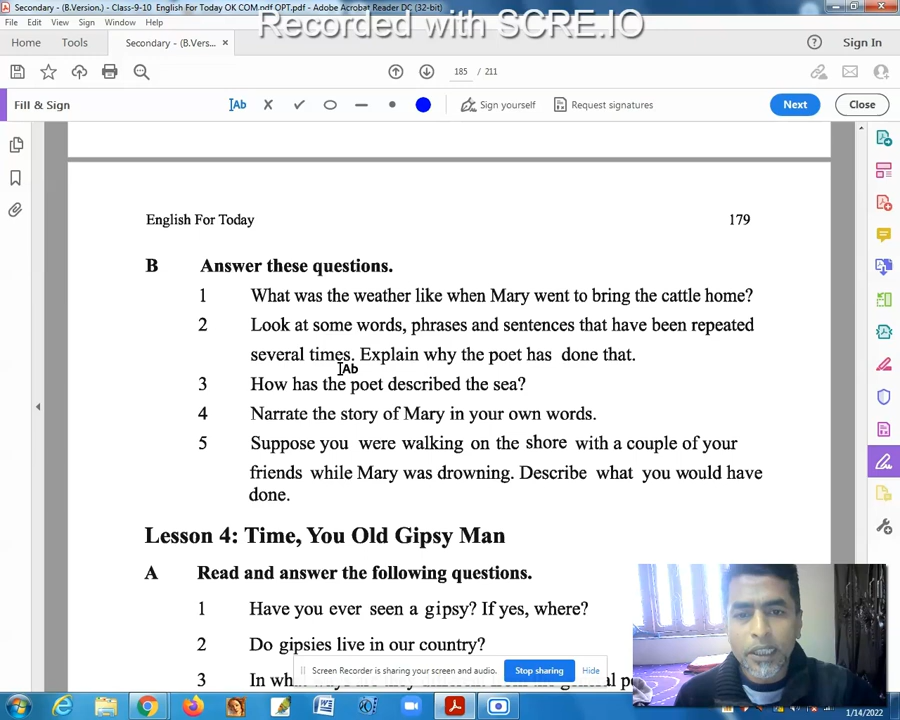 Secondary - (B.Version.) - Class-9-10 English For Today OK COM.pdf OPT.pdf - Adobe Acrobat Reader DC (32-bit)
Recorded with SCRE.IO
File Edit View Sign Window Help
Home Tools Secondary - (B.Vers... × Sign In
185 / 211
Fill & Sign Ab Sign yourself Request signatures Next Close
English For Today 179
B Answer these questions.
1 What was the weather like when Mary went to bring the cattle home?
2 Look at some words, phrases and sentences that have been repeated
several times. Explain why the poet has done that.
Ab
3 How has the poet described the sea?
4 Narrate the story of Mary in your own words.
5 Suppose you were walking on the shore with a couple of your
friends while Mary was drowning. Describe what you would have
done.
Lesson 4: Time, You Old Gipsy Man
A Read and answer the following questions.
1 Have you ever seen a gipsy? If yes, where?
2 Do gipsies live in our country?
Screen Recorder is sharing your screen and audio. Stop sharing Hide
3 In
1/14/2022